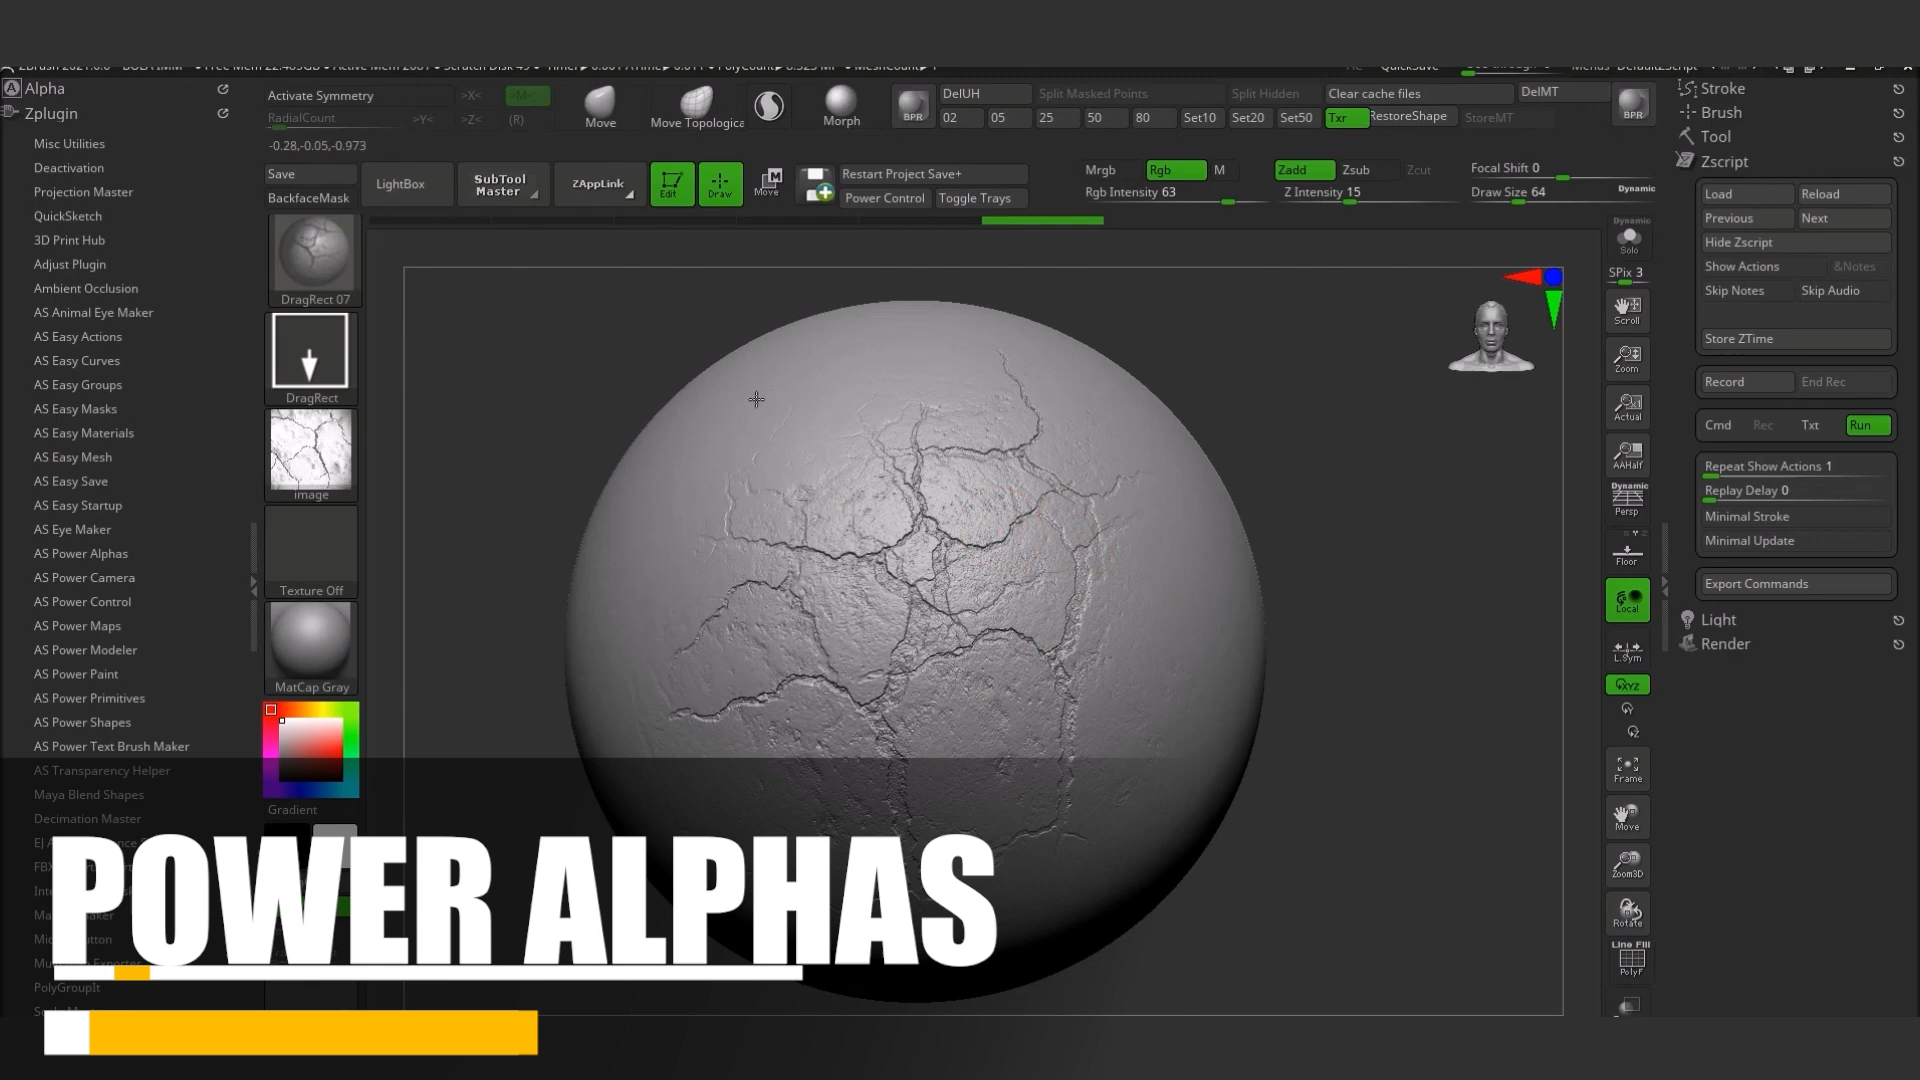 Alpha
Zplugin
Misc Utilities
Deactivation
Projection Master
QuickSketch
3D Print Hub
Adjust Plugin
Ambient Occlusion
AS Animal Eye Maker
AS Easy Actions
AS Easy Curves
AS Easy Groups
AS Easy Masks
AS Easy Materials
AS Easy Mesh
AS Easy Save
AS Easy Startup
AS Eye Maker
AS Power Alphas
AS Power Camera
AS Power Control
AS Power Maps
AS Power Modeler
AS Power Paint
AS Power Primitives
AS Power Shapes
AS Power Text Brush Maker
AS Transparency Helper
Maya Blend Shapes
Decimation Master
PolyGroupIt
Activate Symmetry >X< >M<
RadialCount >Y< >Z< (R)
-0.28,-0.05,-0.973
Move
Move Topologica
Morph
BPR
DelUH Split Masked Points Split Hidden Clear cache files DelMT
02 05 25 50 80 Set10 Set20 Set50 Txr RestoreShape StoreMT
BPR
Save
BackfaceMask
LightBox
SubTool
Master
ZAppLink
Edit
Draw
Move
Restart Project Save+
Power Control Toggle Trays
Mrgb Rgb M Zadd Zsub Zcut
Rgb Intensity 63 Z Intensity 15
Focal Shift 0
Draw Size 64 Dynamic
DragRect 07
DragRect
image
Texture Off
MatCap Gray
Gradient
Dynamic
Solo
SPix 3
Scroll
Zoom
Actual
AAHalf
Dynamic
Persp
Floor
Local
L.Sym
XYZ
Frame
Move
Zoom3D
Rotate
Line Fill
PolyF
Stroke
Brush
Tool
Zscript
Load Reload
Previous Next
Hide Zscript
Show Actions &Notes
Skip Notes Skip Audio
Store ZTime
Record End Rec
Cmd Rec Txt Run
Repeat Show Actions 1
Replay Delay 0
Minimal Stroke
Minimal Update
Export Commands
Light
Render
POWER ALPHAS